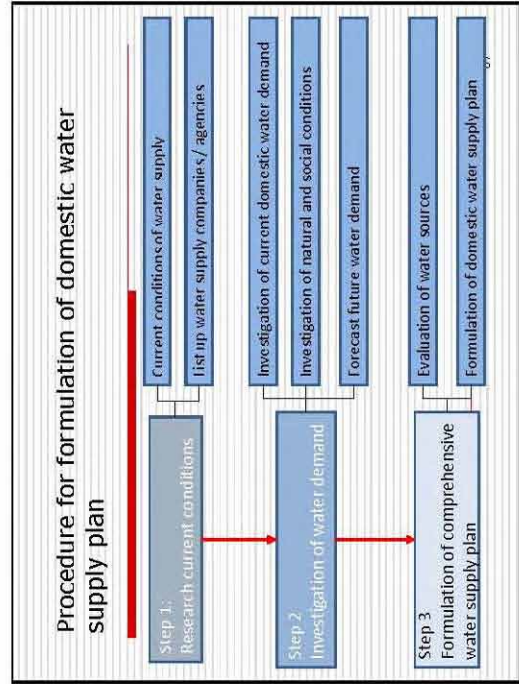 Procedure for formulation of domestic water
supply plan
Step 1:
Research current conditions
Current conditions of water supply
List up water supply companies/ agencies
Step 2
Investigation of water demand
Investigation of current domestic water demand
Investigation of natural and social conditions
Forecast future water demand
Step 3
Formulation of comprehensive
water supply plan
Evaluation of water sources
Formulation of domestic water supply plan